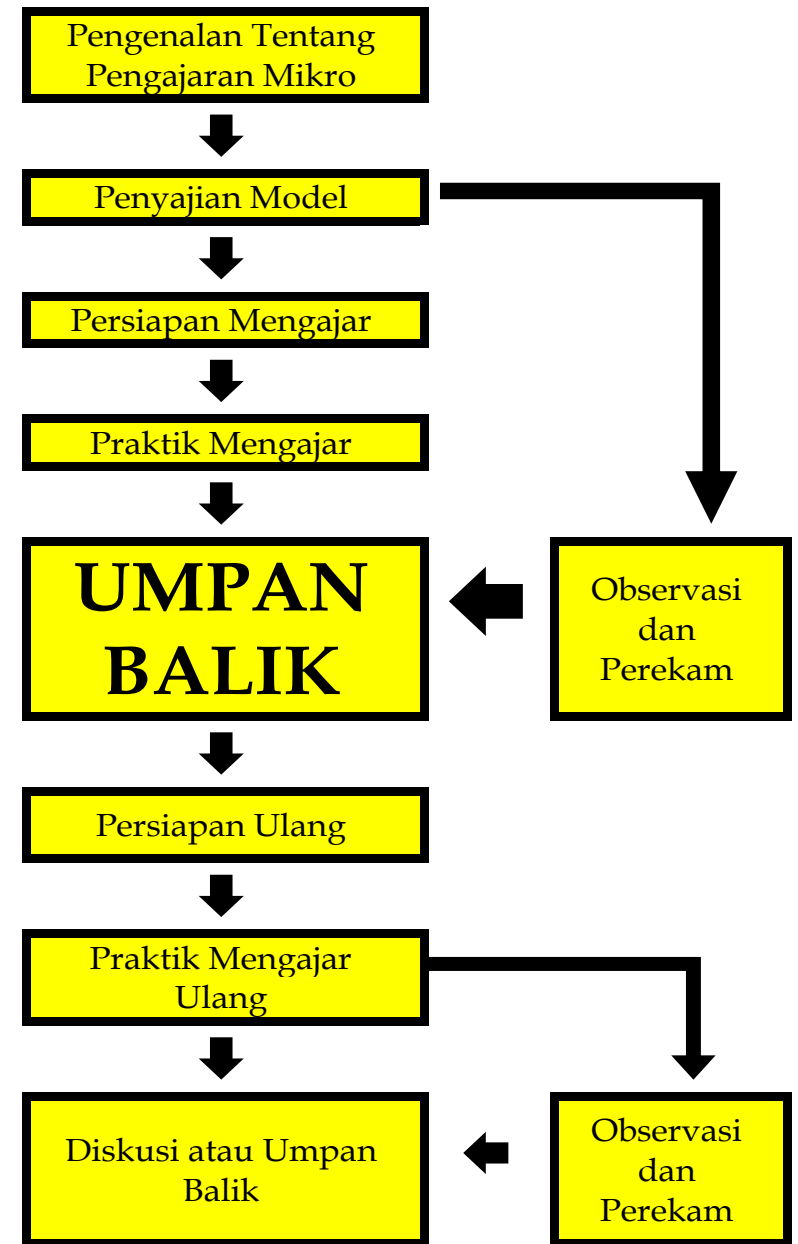 Pengenalan Tentang
Pengajaran Mikro
Penyajian Model
Persiapan Mengajar
Praktik Mengajar
UMPAN
BALIK
Observasi
dan
Perekam
Persiapan Ulang
Praktik Mengajar
Ulang
Diskusi atau Umpan
Balik
Observasi
dan
Perekam